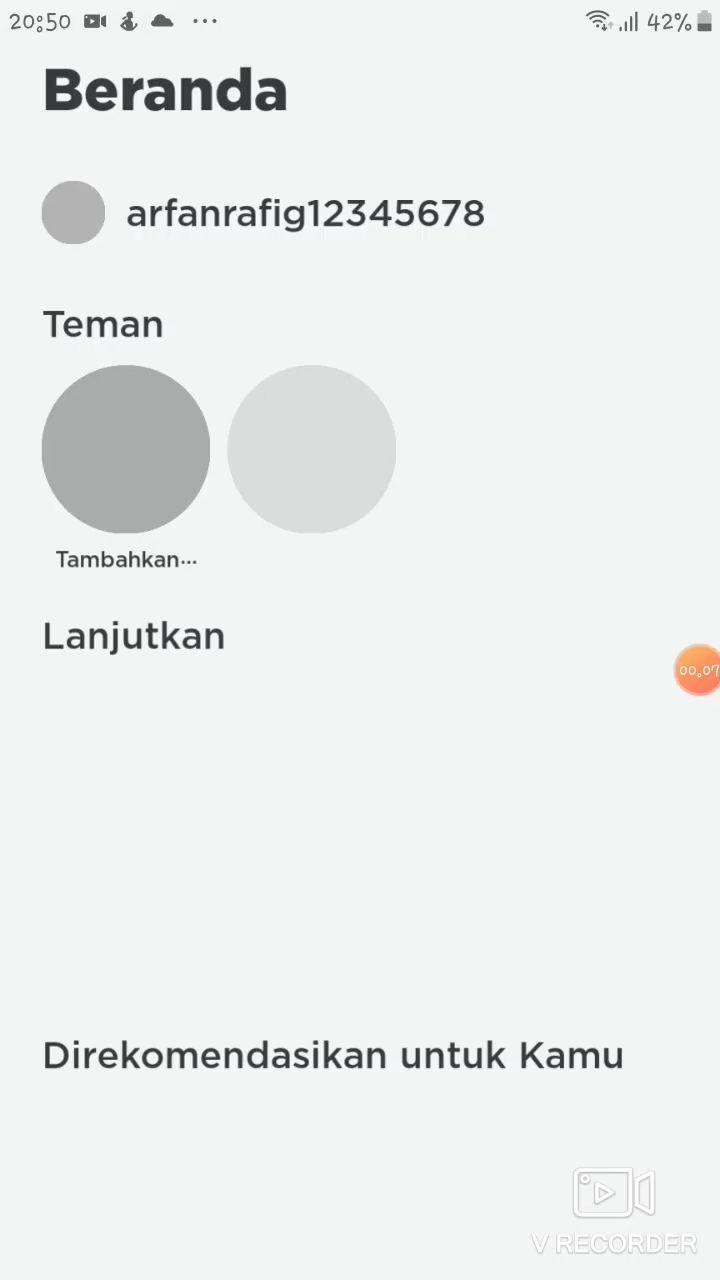 20:50 42%
Beranda
arfanrafig12345678
Teman
Tambahkan...
Lanjutkan
00.07
Direkomendasikan untuk Kamu
V RECORDER